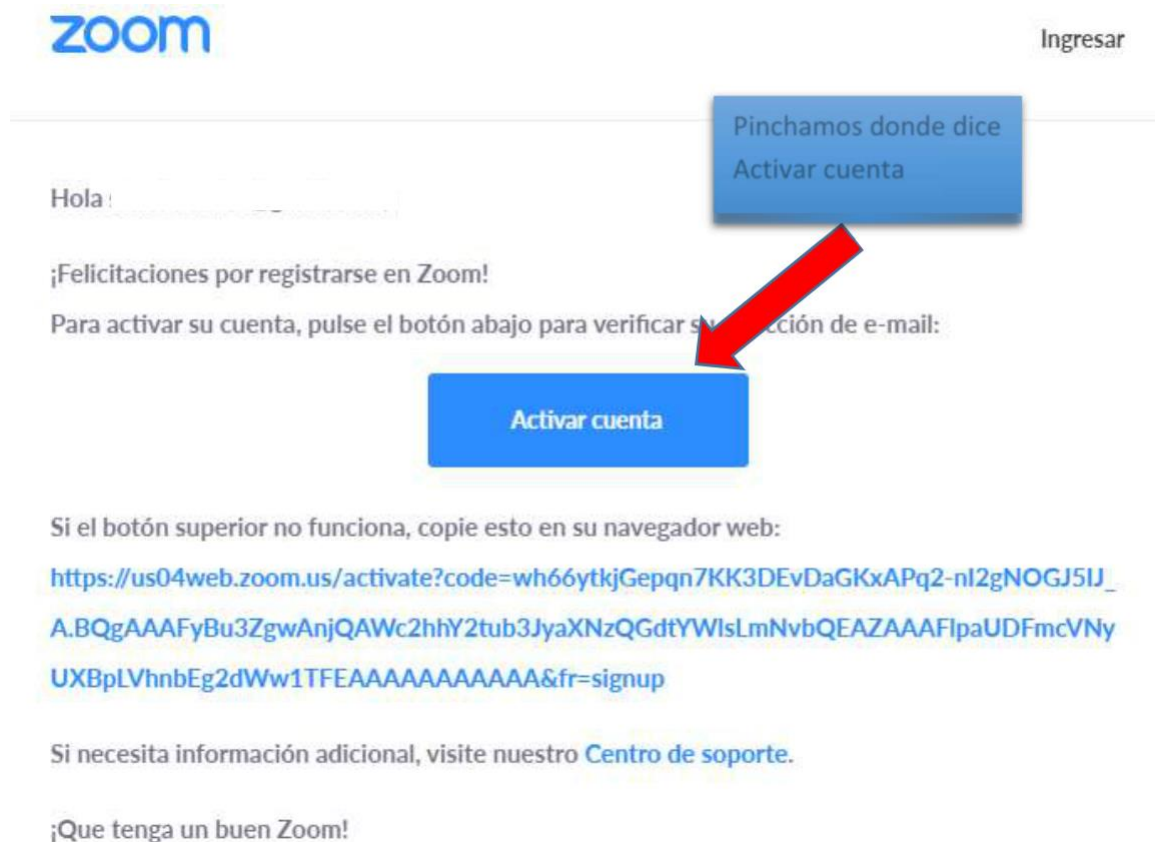 zoom
Ingresar
Pinchamos donde dice
Activar cuenta
Hola
¡Felicitaciones por registrarse en Zoom!
Para activar su cuenta, pulse el botón abajo para verificar de e-mail:
Activar cuenta
Si el botón superior no funciona, copie esto en su navegador web:
https://us04web.zoom.us/activate?code=wh66ytkjGepqn7KK3DEvDaGKxAPq2-nI2gNOGJ5IJ_
A.BQgAAAFyBu3ZgwAnjQAWc2hhY2tub3JyaXNzQGdtYWlsLmNvbQEAZAAAFlpaUDFmcVNy
UXBpLVhnbEg2dWw1TFEAAAAAAAAAAA&fr=signup
Si necesita información adicional, visite nuestro Centro de soporte.
¡Que tenga un buen Zoom!